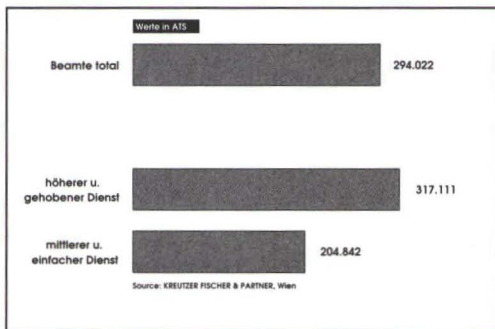 Werte in ATS
Beamte total
294.022
höherer u.
gehobener Dienst
317.111
mittlerer u.
einfacher Dienst
204.842
Source: KREUTZER FISCHER & PARTNER, Wien